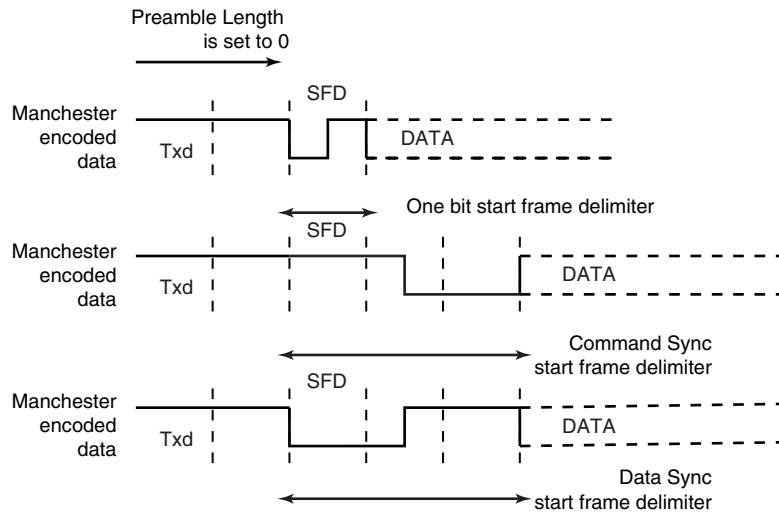 Preamble Length
is set to 0
SFD
Manchester
encoded
data
Txd
DATA
One bit start frame delimiter
SFD
Manchester
encoded
data
Txd
DATA
Command Sync
start frame delimiter
SFD
Manchester
encoded
data
Txd
DATA
Data Sync
start frame delimiter